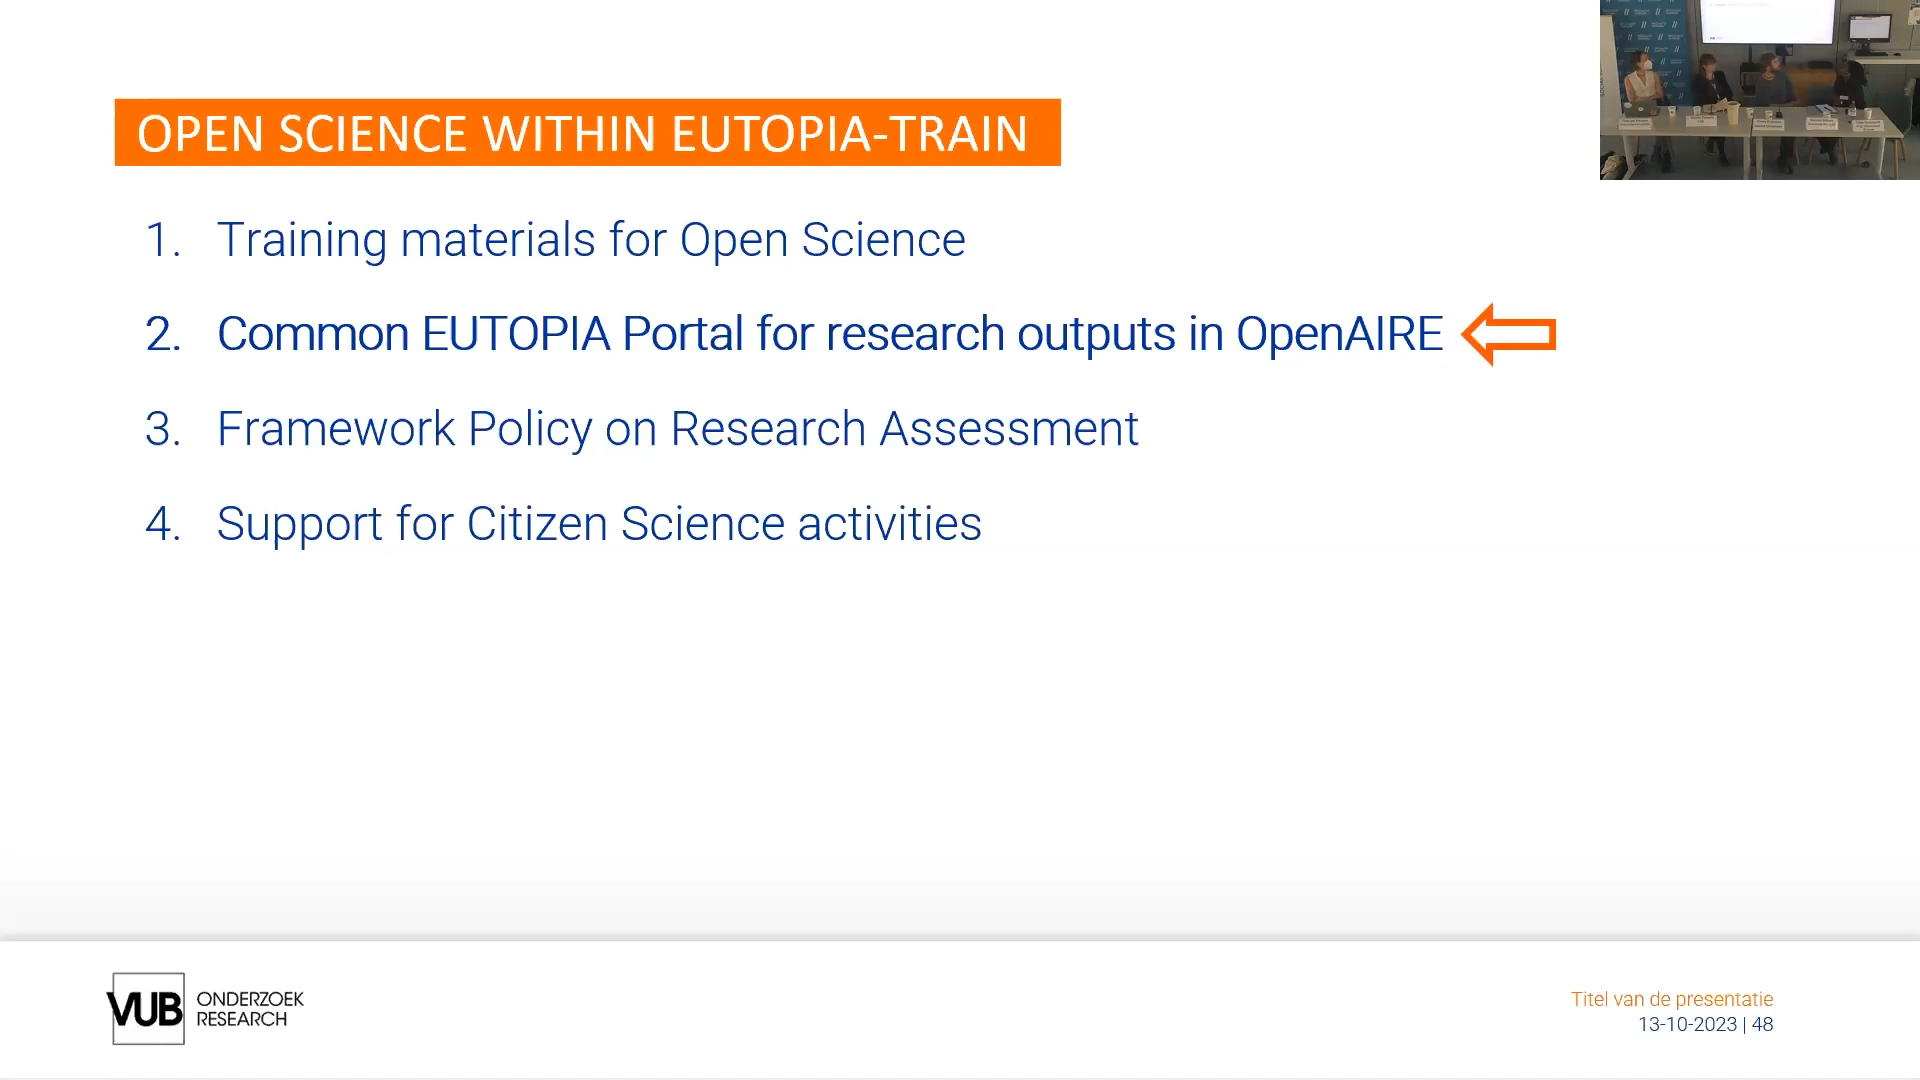 OPEN SCIENCE WITHIN EUTOPIA-TRAIN
1. Training materials for Open Science
2. Common EUTOPIA Portal for research outputs in OpenAIRE
3. Framework Policy on Research Assessment
4. Support for Citizen Science activities
VUB
ONDERZOEK
RESEARCH
Titel van de presentatie
13-10-2023 | 48